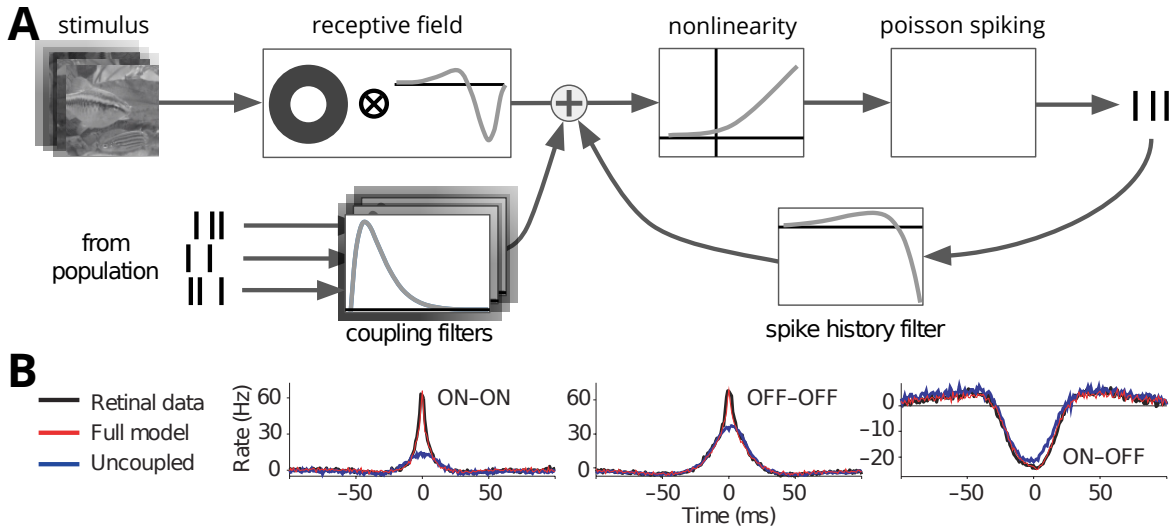 A
stimulus
receptive field
nonlinearity
poisson spiking
from
population
coupling filters
spike history filter
B
Retinal data
Full model
Uncoupled
Rate (Hz)
60
30
0
ON–ON
−50
0
50
60
30
0
OFF–OFF
−50
0
50
Time (ms)
0
−10
−20
ON–OFF
−50
0
50